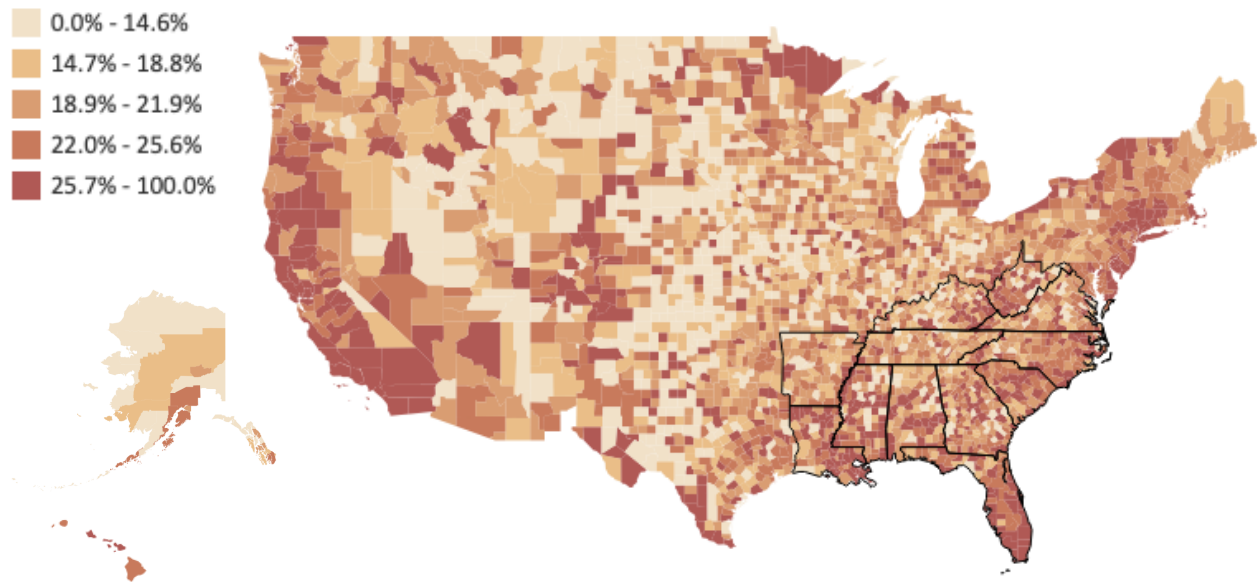 0.0% - 14.6%
14.7% - 18.8%
18.9% - 21.9%
22.0% - 25.6%
25.7% - 100.0%